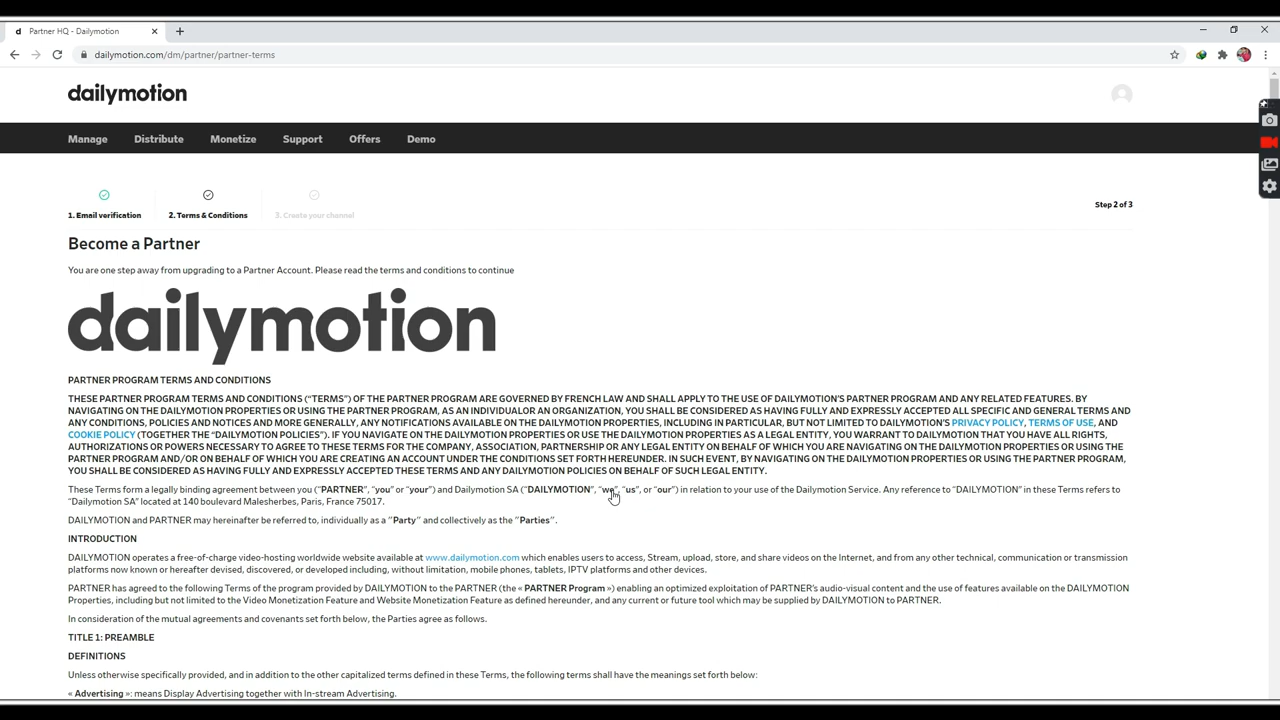 Partner HQ - Dailymotion
dailymotion.com/dm/partner/partner-terms
dailymotion
Manage Distribute Monetize Support Offers Demo
1. Email verification 2. Terms & Conditions 3. Create your channel Step 2 of 3
Become a Partner
You are one step away from upgrading to a Partner Account. Please read the terms and conditions to continue
dailymotion
PARTNER PROGRAM TERMS AND CONDITIONS
THESE PARTNER PROGRAM TERMS AND CONDITIONS (“TERMS”) OF THE PARTNER PROGRAM ARE GOVERNED BY FRENCH LAW AND SHALL APPLY TO THE USE OF DAILYMOTION’S PARTNER PROGRAM AND ANY RELATED FEATURES. BY
NAVIGATING ON THE DAILYMOTION PROPERTIES OR USING THE PARTNER PROGRAM, AS AN INDIVIDUALOR AN ORGANIZATION, YOU SHALL BE CONSIDERED AS HAVING FULLY AND EXPRESSLY ACCEPTED ALL SPECIFIC AND GENERAL TERMS AND
ANY CONDITIONS, POLICIES AND NOTICES AND MORE GENERALLY, ANY NOTIFICATIONS AVAILABLE ON THE DAILYMOTION PROPERTIES, INCLUDING IN PARTICULAR, BUT NOT LIMITED TO DAILYMOTION’S PRIVACY POLICY, TERMS OF USE, AND
COOKIE POLICY (TOGETHER THE “DAILYMOTION POLICIES”). IF YOU NAVIGATE ON THE DAILYMOTION PROPERTIES OR USE THE DAILYMOTION PROPERTIES AS A LEGAL ENTITY, YOU WARRANT TO DAILYMOTION THAT YOU HAVE ALL RIGHTS,
AUTHORIZATIONS OR POWERS NECESSARY TO AGREE TO THESE TERMS FOR THE COMPANY, ASSOCIATION, PARTNERSHIP OR ANY LEGAL ENTITY ON BEHALF OF WHICH YOU ARE NAVIGATING ON THE DAILYMOTION PROPERTIES OR USING THE
PARTNER PROGRAM AND/OR ON BEHALF OF WHICH YOU ARE CREATING AN ACCOUNT UNDER THE CONDITIONS SET FORTH HEREUNDER. IN SUCH EVENT, BY NAVIGATING ON THE DAILYMOTION PROPERTIES OR USING THE PARTNER PROGRAM,
YOU SHALL BE CONSIDERED AS HAVING FULLY AND EXPRESSLY ACCEPTED THESE TERMS AND ANY DAILYMOTION POLICIES ON BEHALF OF SUCH LEGAL ENTITY.
These Terms form a legally binding agreement between you (“PARTNER”, “you” or “your”) and Dailymotion SA (“DAILYMOTION”, “we”, “us”, or “our”) in relation to your use of the Dailymotion Service. Any reference to “DAILYMOTION” in these Terms refers to
“Dailymotion SA” located at 140 boulevard Malesherbes, Paris, France 75017.
DAILYMOTION and PARTNER may hereinafter be referred to, individually as a “Party” and collectively as the “Parties”.
INTRODUCTION
DAILYMOTION operates a free-of-charge video-hosting worldwide website available at www.dailymotion.com which enables users to access, Stream, upload, store, and share videos on the Internet, and from any other technical, communication or transmission
platforms now known or hereafter devised, discovered, or developed including, without limitation, mobile phones, tablets, IPTV platforms and other devices.
PARTNER has agreed to the following Terms of the program provided by DAILYMOTION to the PARTNER (the « PARTNER Program ») enabling an optimized exploitation of PARTNER’s audio-visual content and the use of features available on the DAILYMOTION
Properties, including but not limited to the Video Monetization Feature and Website Monetization Feature as defined hereunder, and any current or future tool which may be supplied by DAILYMOTION to PARTNER.
In consideration of the mutual agreements and covenants set forth below, the Parties agree as follows.
TITLE 1: PREAMBLE
DEFINITIONS
Unless otherwise specifically provided, and in addition to the other capitalized terms defined in these Terms, the following terms shall have the meanings set forth below:
« Advertising »: means Display Advertising together with In-stream Advertising.